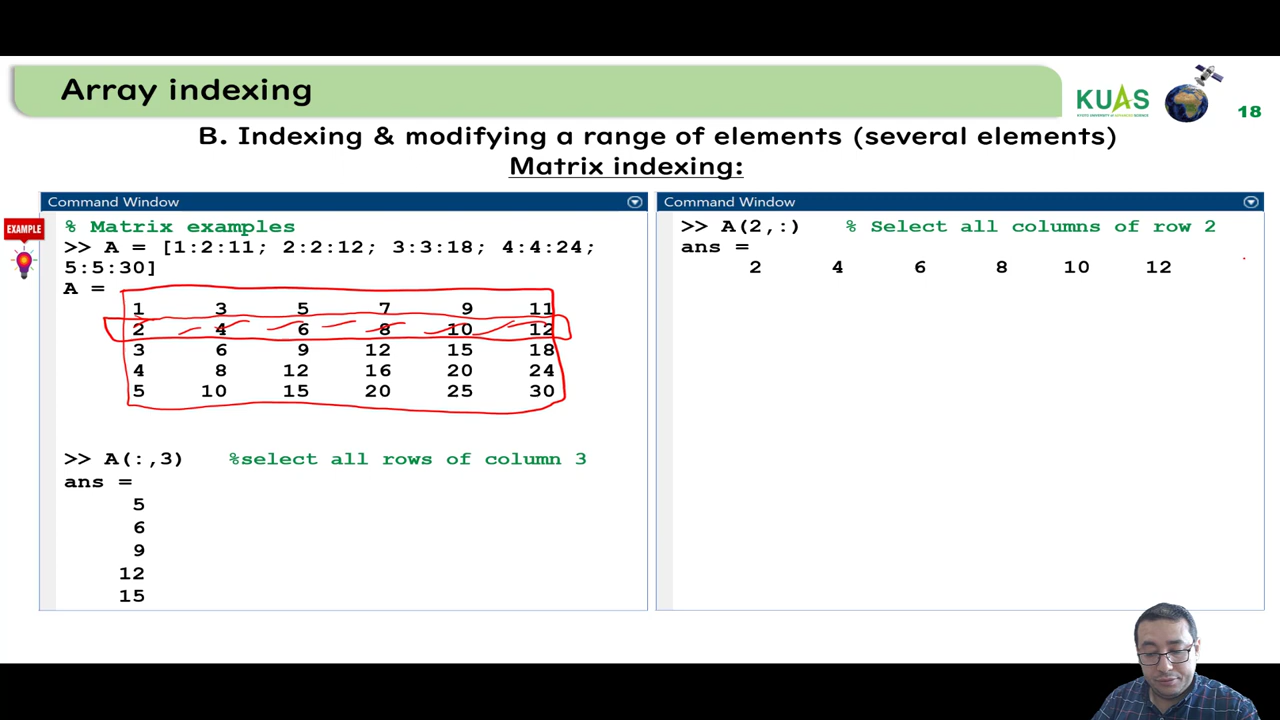 Array indexing
KUAS
18
B. Indexing & modifying a range of elements (several elements)
Matrix indexing:
Command Window
EXAMPLE
% Matrix examples
>> A = [1:2:11; 2:2:12; 3:3:18; 4:4:24;
5:5:30]
A =
1 3 5 7 9 11
2 4 6 8 10 12
3 6 9 12 15 18
4 8 12 16 20 24
5 10 15 20 25 30
>> A(:,3) %select all rows of column 3
ans =
5
6
9
12
15
Command Window
>> A(2,:) % Select all columns of row 2
ans =
2 4 6 8 10 12